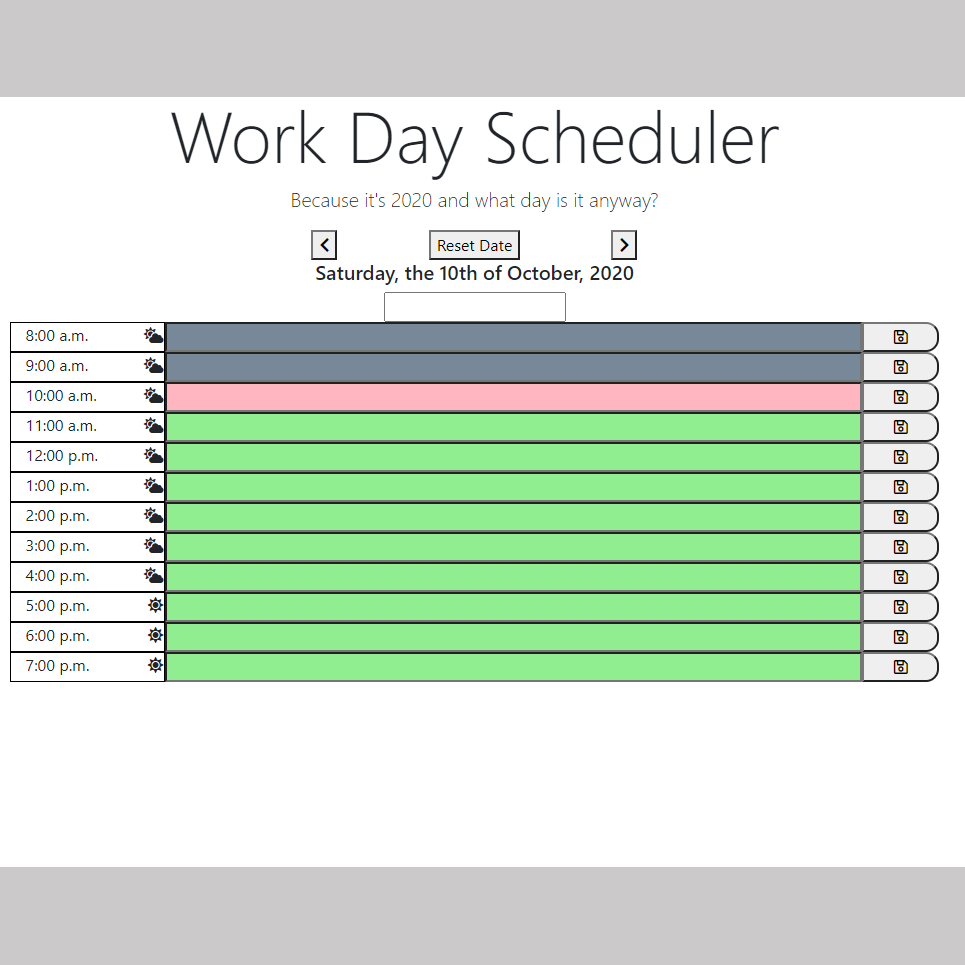 Work Day Scheduler
Because it's 2020 and what day is it anyway?
Reset Date
Saturday, the 10th of October, 2020
8:00 a.m.
9:00 a.m.
10:00 a.m.
11:00 a.m.
12:00 p.m.
1:00 p.m.
2:00 p.m.
3:00 p.m.
4:00 p.m.
5:00 p.m.
6:00 p.m.
7:00 p.m.